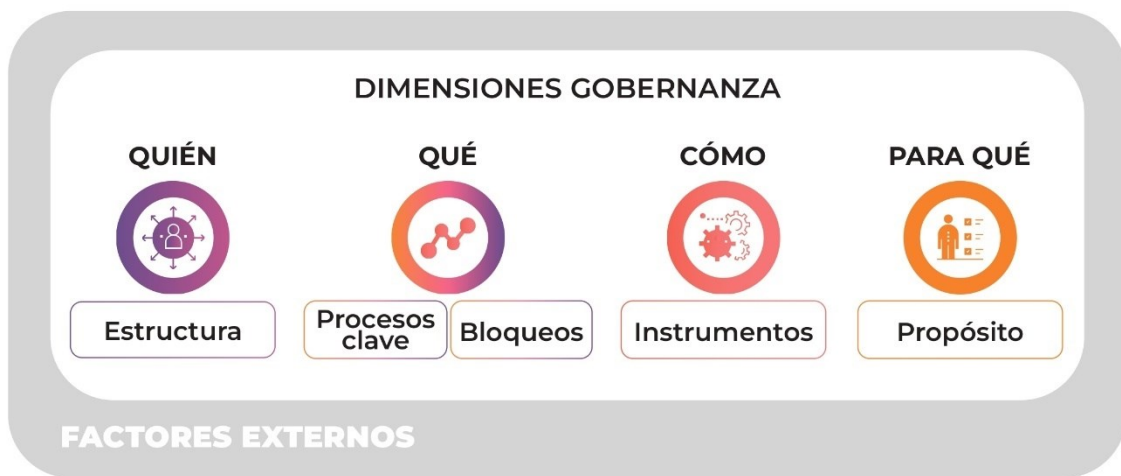 DIMENSIONES GOBERNANZA
QUIÉN
QUÉ
CÓMO
PARA QUÉ
Estructura
Procesos
clave
Bloqueos
Instrumentos
Propósito
FACTORES EXTERNOS